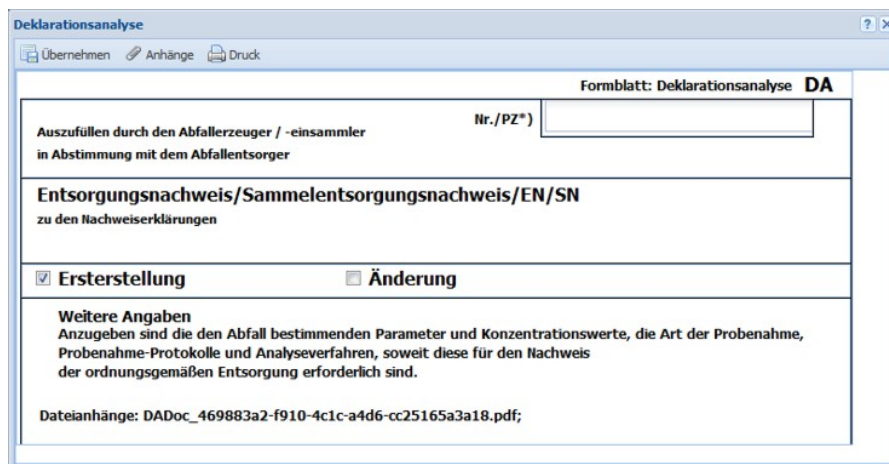 Deklarationsanalyse
Übernehmen Anhänge Druck
Formblatt: Deklarationsanalyse DA
Nr./PZ*)
Auszufüllen durch den Abfallerzeuger / -einsammler
in Abstimmung mit dem Abfallentsorger
Entsorgungsnachweis/Sammelentsorgungsnachweis/EN/SN
zu den Nachweiserklärungen
Ersterstellung Änderung
Weitere Angaben
Anzugeben sind die den Abfall bestimmenden Parameter und Konzentrationswerte, die Art der Probenahme,
Probenahme-Protokolle und Analyseverfahren, soweit diese für den Nachweis
der ordnungsgemäßen Entsorgung erforderlich sind.
Dateianhänge: DADoc_469883a2-f910-4c1c-a4d6-cc25165a3a18.pdf;